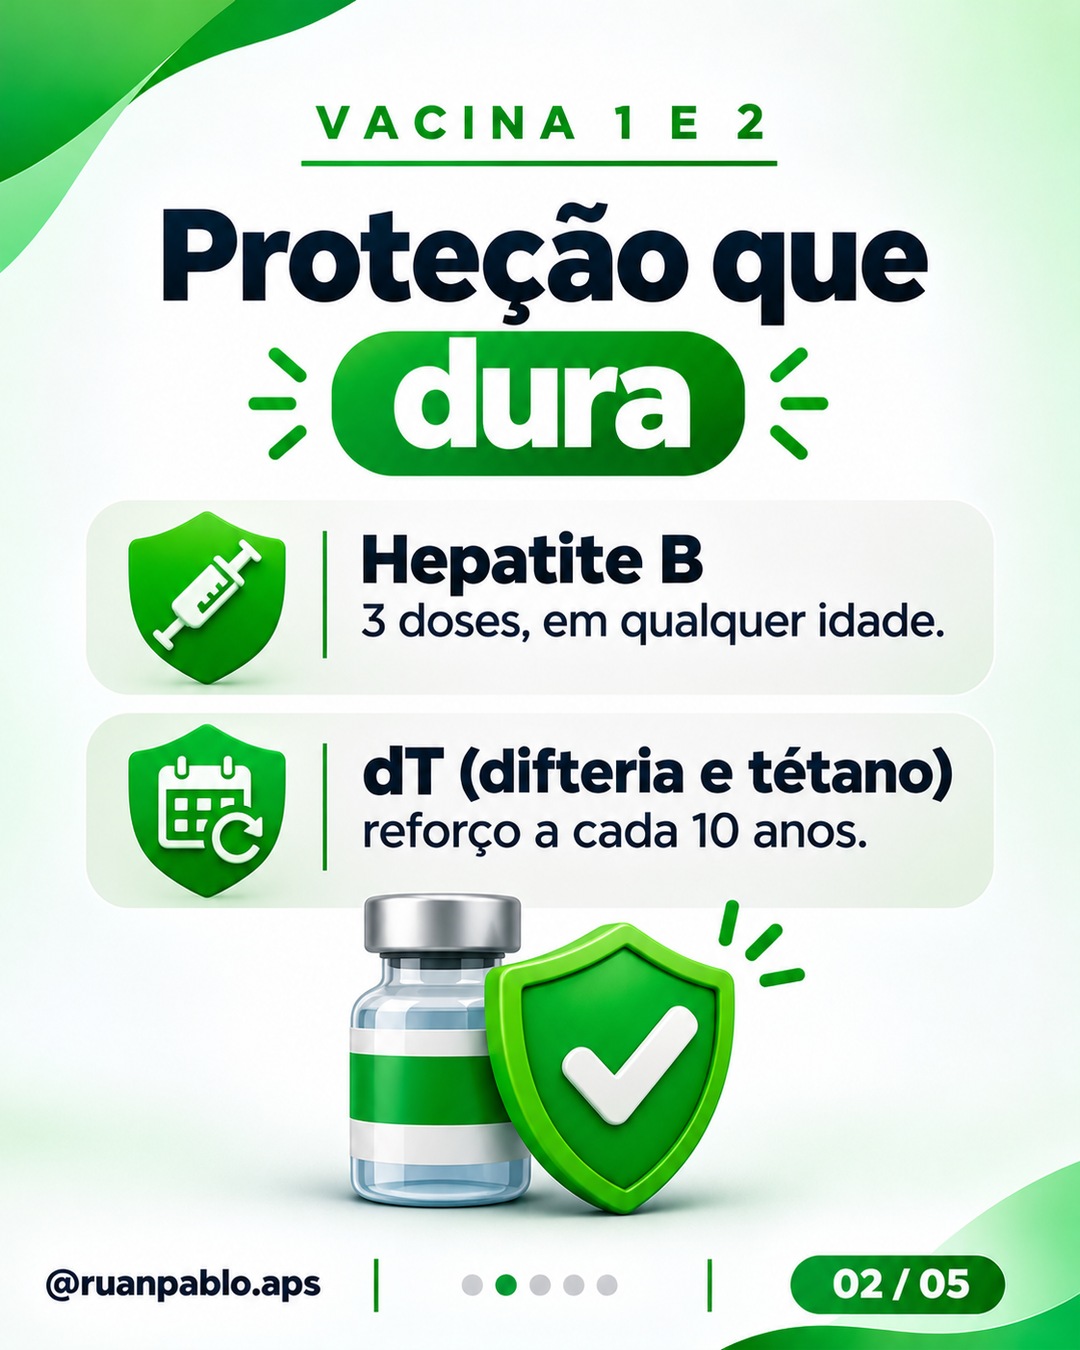 VACINA 1 E 2
Proteção que
dura
Hepatite B
3 doses, em qualquer idade.
dT (difteria e tétano)
reforço a cada 10 anos.
@ruanpablo.aps
02 / 05